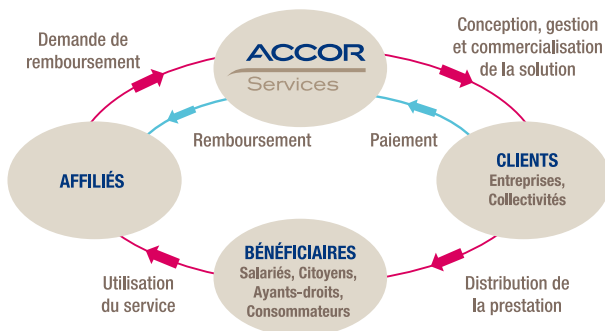 Demande de
remboursement
ACCOR
Services
Conception, gestion
et commercialisation
de la solution
Remboursement
Paiement
AFFILIÉS
CLIENTS
Entreprises,
Collectivités
BÉNÉFICIAIRES
Salariés, Citoyens,
Ayants-droits,
Consommateurs
Utilisation
du service
Distribution de
la prestation